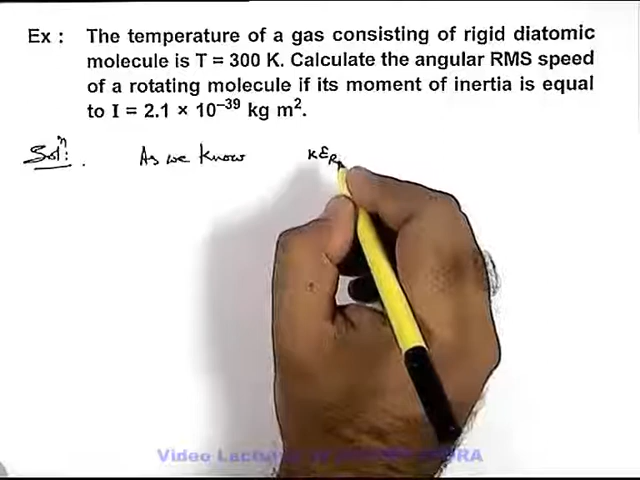 Ex : The temperature of a gas consisting of rigid diatomic
molecule is T = 300 K. Calculate the angular RMS speed
of a rotating molecule if its moment of inertia is equal
to I = 2.1 × 10⁻³⁹ kg m².
Solⁿ: . As we know KE_R
Video Lectures